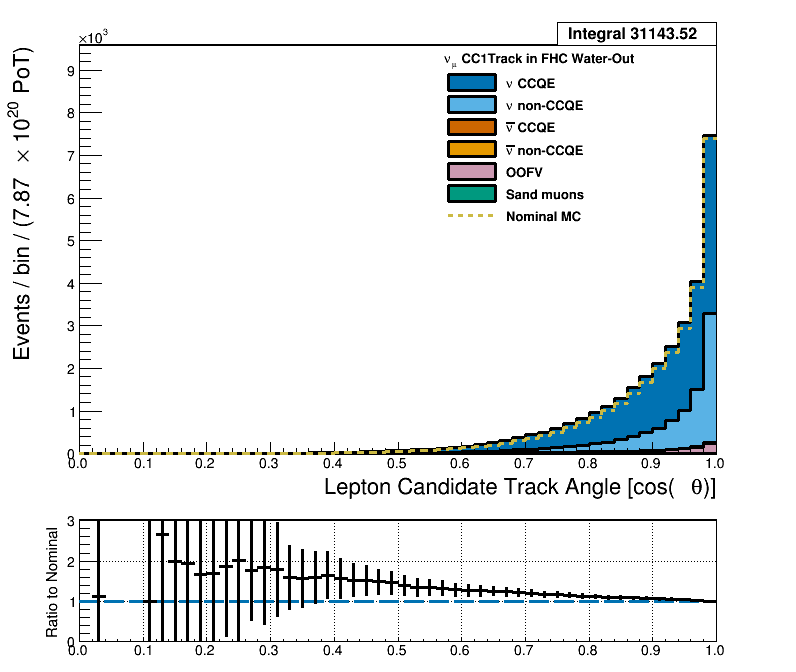 Integral 31143.52
×10³
ν_μ CC1Track in FHC Water-Out
ν CCQE
ν non-CCQE
ν̅ CCQE
ν̅ non-CCQE
OOFV
Sand muons
Nominal MC
Events / bin / (7.87 × 10²⁰ PoT)
9
8
7
6
5
4
3
2
1
0
0.0 0.1 0.2 0.3 0.4 0.5 0.6 0.7 0.8 0.9 1.0
Lepton Candidate Track Angle [cos( θ)]
Ratio to Nominal
3
2
1
0
0.0 0.1 0.2 0.3 0.4 0.5 0.6 0.7 0.8 0.9 1.0